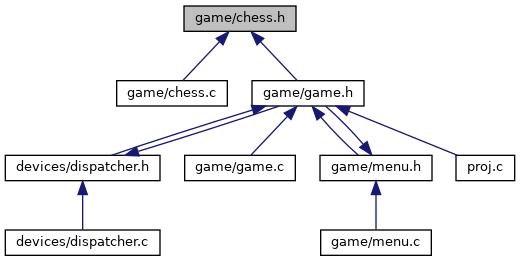 game/chess.h
game/chess.c
game/game.h
devices/dispatcher.h
game/game.c
game/menu.h
proj.c
devices/dispatcher.c
game/menu.c